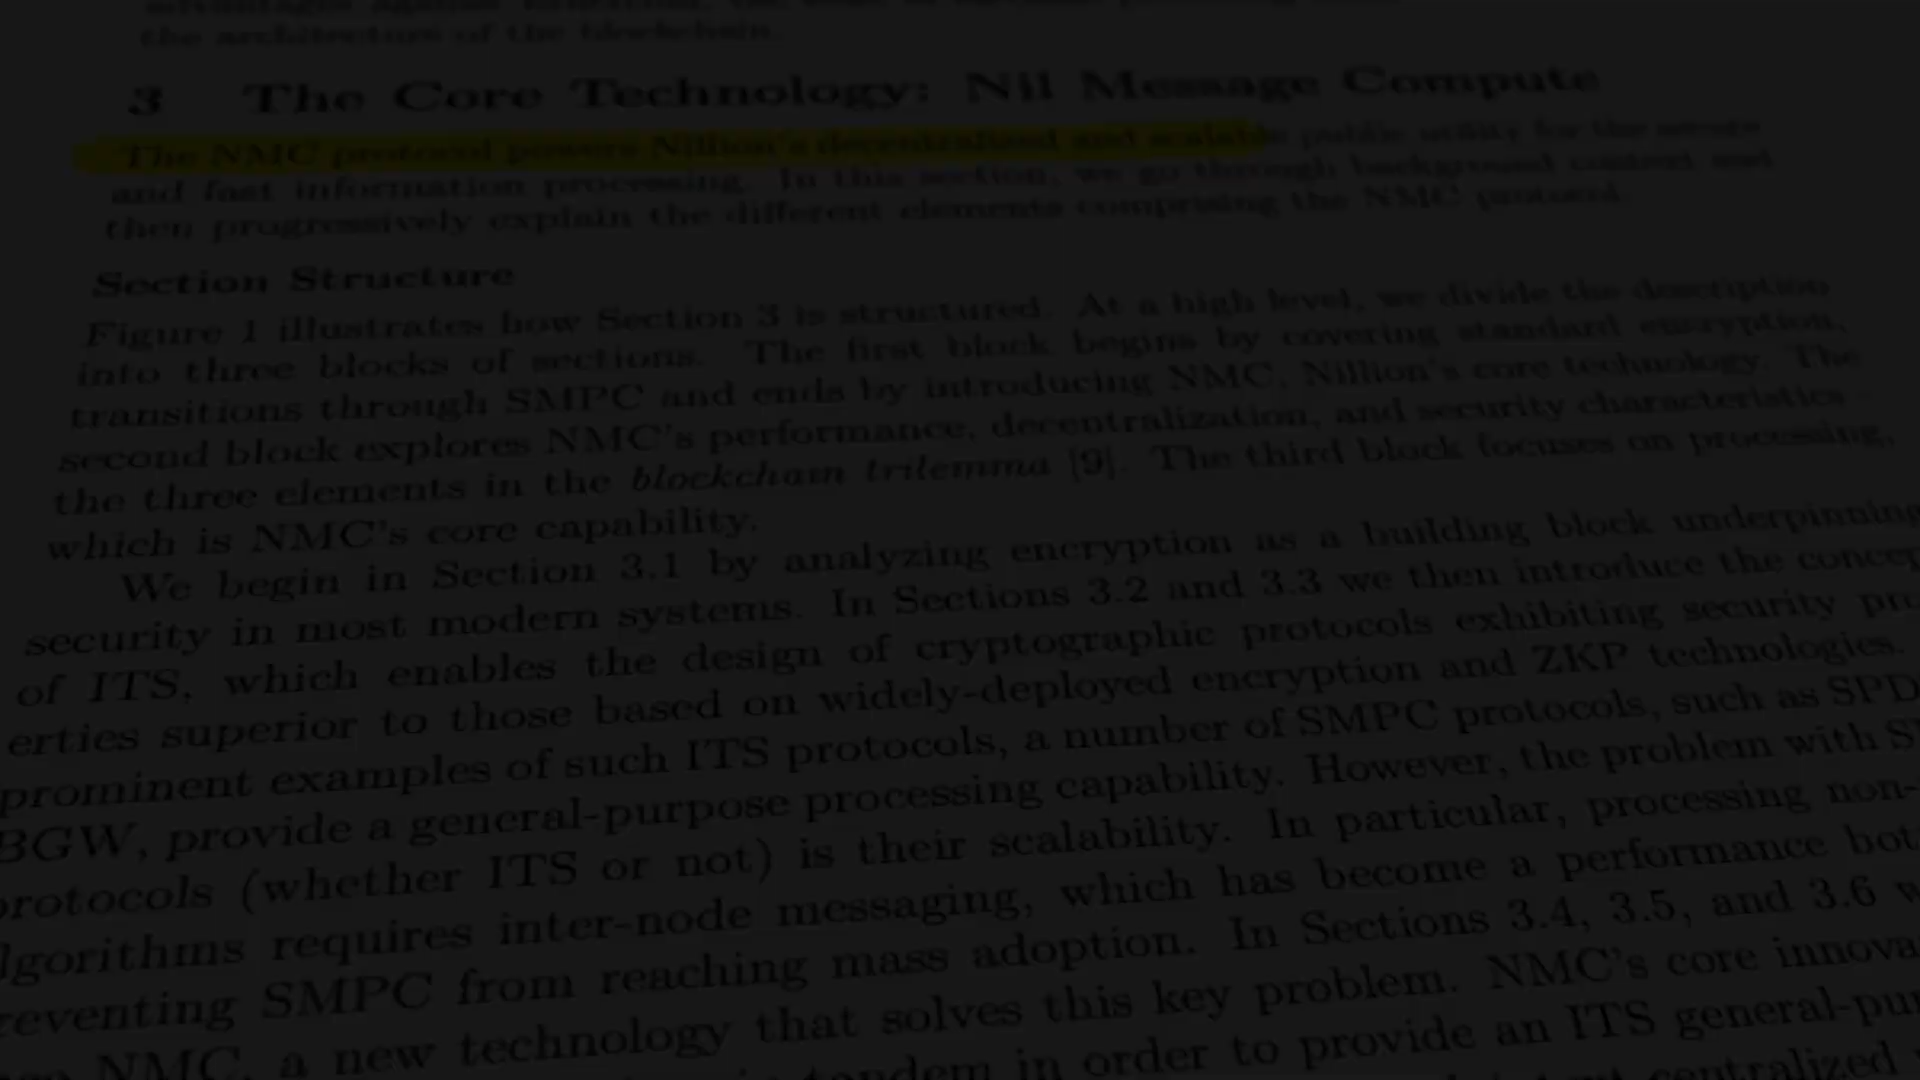 the architecture of the blockchain.
3 The Core Technology: Nil Message Compute
The NMC protocol powers Nillion's decentralized and scalable public utility for the secure
and fast information processing. In this section, we go through background context and
then progressively explain the different elements comprising the NMC protocol.
Section Structure
Figure 1 illustrates how Section 3 is structured. At a high level, we divide the description
into three blocks of sections. The first block begins by covering standard encryption,
transitions through SMPC and ends by introducing NMC, Nillion's core technology. The
second block explores NMC's performance, decentralization, and security characteristics
the three elements in the blockchain trilemma [9]. The third block focuses on processing,
which is NMC's core capability.
We begin in Section 3.1 by analyzing encryption as a building block underpinning
security in most modern systems. In Sections 3.2 and 3.3 we then introduce the concep
of ITS, which enables the design of cryptographic protocols exhibiting security pro
erties superior to those based on widely-deployed encryption and ZKP technologies.
prominent examples of such ITS protocols, a number of SMPC protocols, such as SPD
BGW, provide a general-purpose processing capability. However, the problem with S
rotocols (whether ITS or not) is their scalability. In particular, processing non-
lgorithms requires inter-node messaging, which has become a performance bot
reventing SMPC from reaching mass adoption. In Sections 3.4, 3.5, and 3.6 w
NMC, a new technology that solves this key problem. NMC's core innova
tandem in order to provide an ITS general-pur
centralized